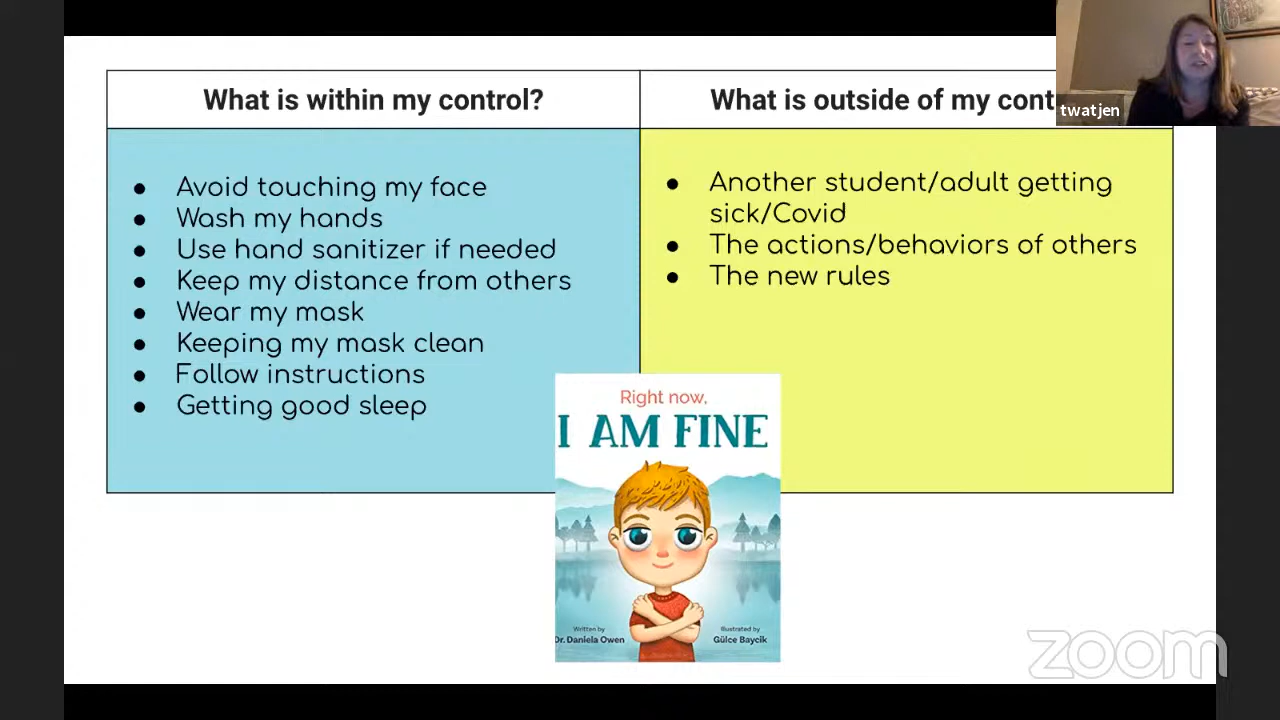 What is within my control?
What is outside of my cont
twatjen
● Avoid touching my face
● Wash my hands
● Use hand sanitizer if needed
● Keep my distance from others
● Wear my mask
● Keeping my mask clean
● Follow instructions
● Getting good sleep
● Another student/adult getting
sick/Covid
● The actions/behaviors of others
● The new rules
Right now,
I AM FINE
Written by
Dr. Daniela Owen
Illustrated by
Gülce Baycik
zoom